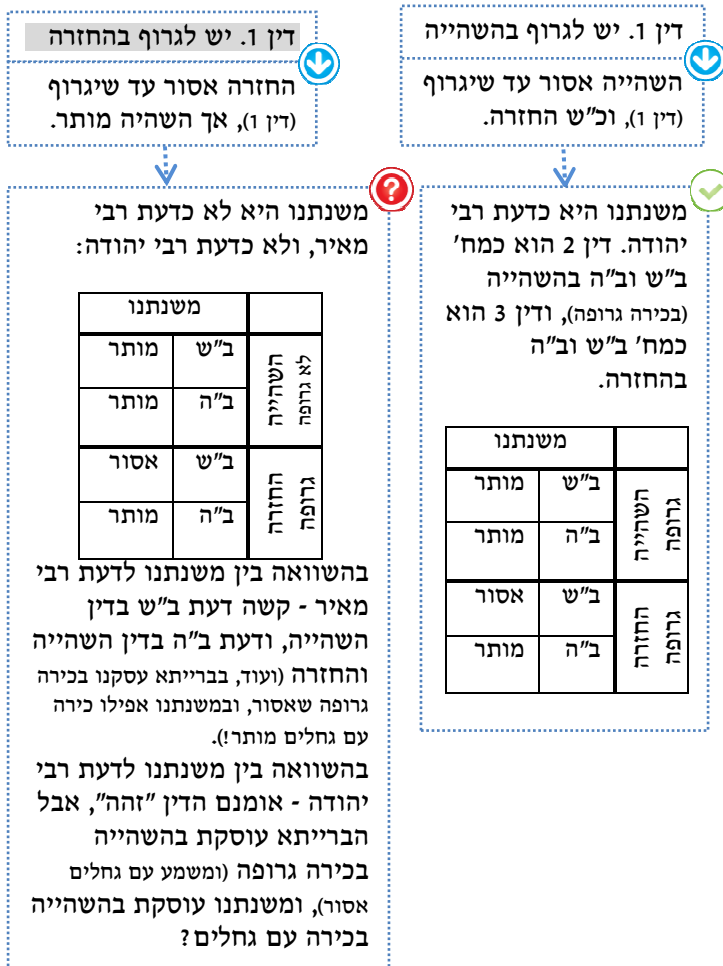 דין 1. יש לגרוף בהשהייה
השהייה אסור עד שיגרוף
(דין 1), וכ"ש החזרה.
משנתנו היא כדעת רבי
יהודה. דין 2 הוא כמח'
ב"ש וב"ה בהשהייה
(בכירה גרופה), ודין 3 הוא
כמח' ב"ש וב"ה
בהחזרה.
משנתנו
השהייה גרופה
ב"ש מותר
ב"ה מותר
החזרה גרופה
ב"ש אסור
ב"ה מותר
דין 1. יש לגרוף בהחזרה
החזרה אסור עד שיגרוף
(דין 1), אך השהיה מותר.
משנתנו היא לא כדעת רבי
מאיר, ולא כדעת רבי יהודה:
משנתנו
השהייה לא גרופה
ב"ש מותר
ב"ה מותר
החזרה גרופה
ב"ש אסור
ב"ה מותר
בהשוואה בין משנתנו לדעת רבי
מאיר - קשה דעת ב"ש בדין
השהייה, ודעת ב"ה בדין השהייה
והחזרה (ועוד, בברייתא עסקנו בכירה
גרופה שאסור, ובמשנתנו אפילו כירה
עם גחלים מותר!).
בהשוואה בין משנתנו לדעת רבי
יהודה - אומנם הדין "זהה", אבל
הברייתא עוסקת בהשהייה
בכירה גרופה (ומשמע עם גחלים
אסור), ומשנתנו עוסקת בהשהייה
בכירה עם גחלים?